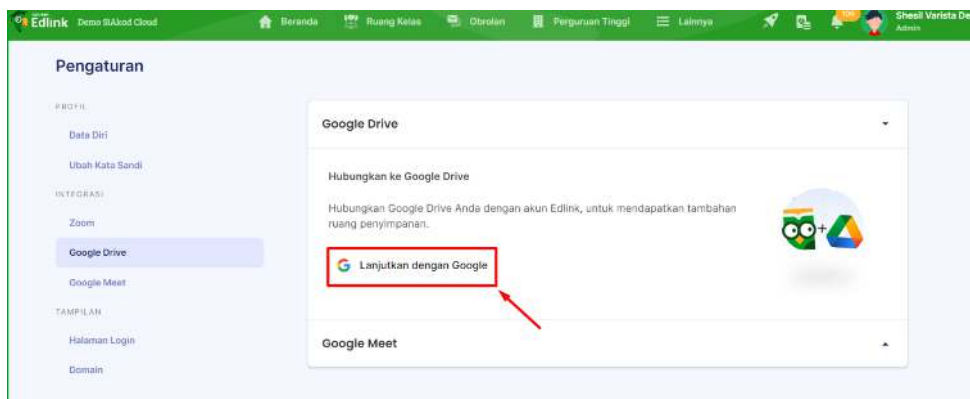 Edlink Demo SIAkad Cloud
Beranda
Ruang Kelas
Obrolan
Perguruan Tinggi
Lainnya
Shesil Varista De
Admin
Pengaturan
PROFIL
Data Diri
Ubah Kata Sandi
INTEGRASI
Zoom
Google Drive
Google Meet
TAMPILAN
Halaman Login
Domain
Google Drive
Hubungkan ke Google Drive
Hubungkan Google Drive Anda dengan akun Edlink, untuk mendapatkan tambahan
ruang penyimpanan.
Lanjutkan dengan Google
Google Meet